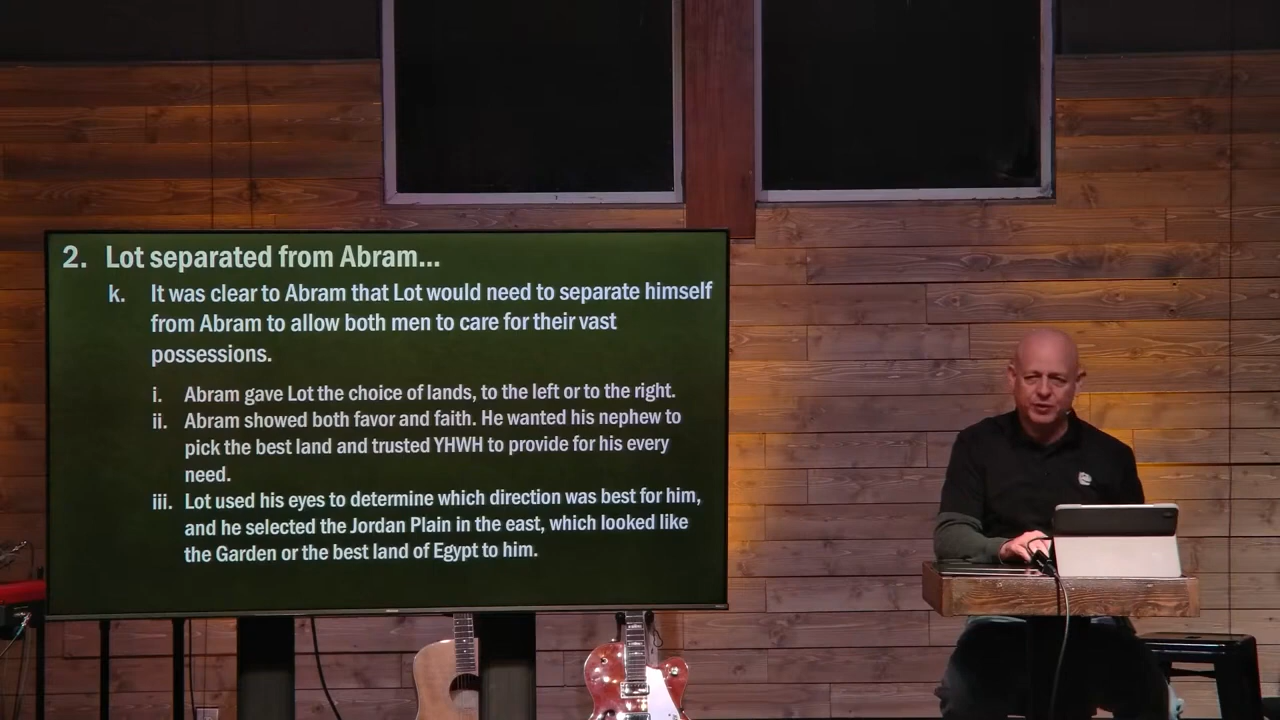 2. Lot separated from Abram...
k. It was clear to Abram that Lot would need to separate himself
from Abram to allow both men to care for their vast
possessions.
i. Abram gave Lot the choice of lands, to the left or to the right.
ii. Abram showed both favor and faith. He wanted his nephew to
pick the best land and trusted YHWH to provide for his every
need.
iii. Lot used his eyes to determine which direction was best for him,
and he selected the Jordan Plain in the east, which looked like
the Garden or the best land of Egypt to him.